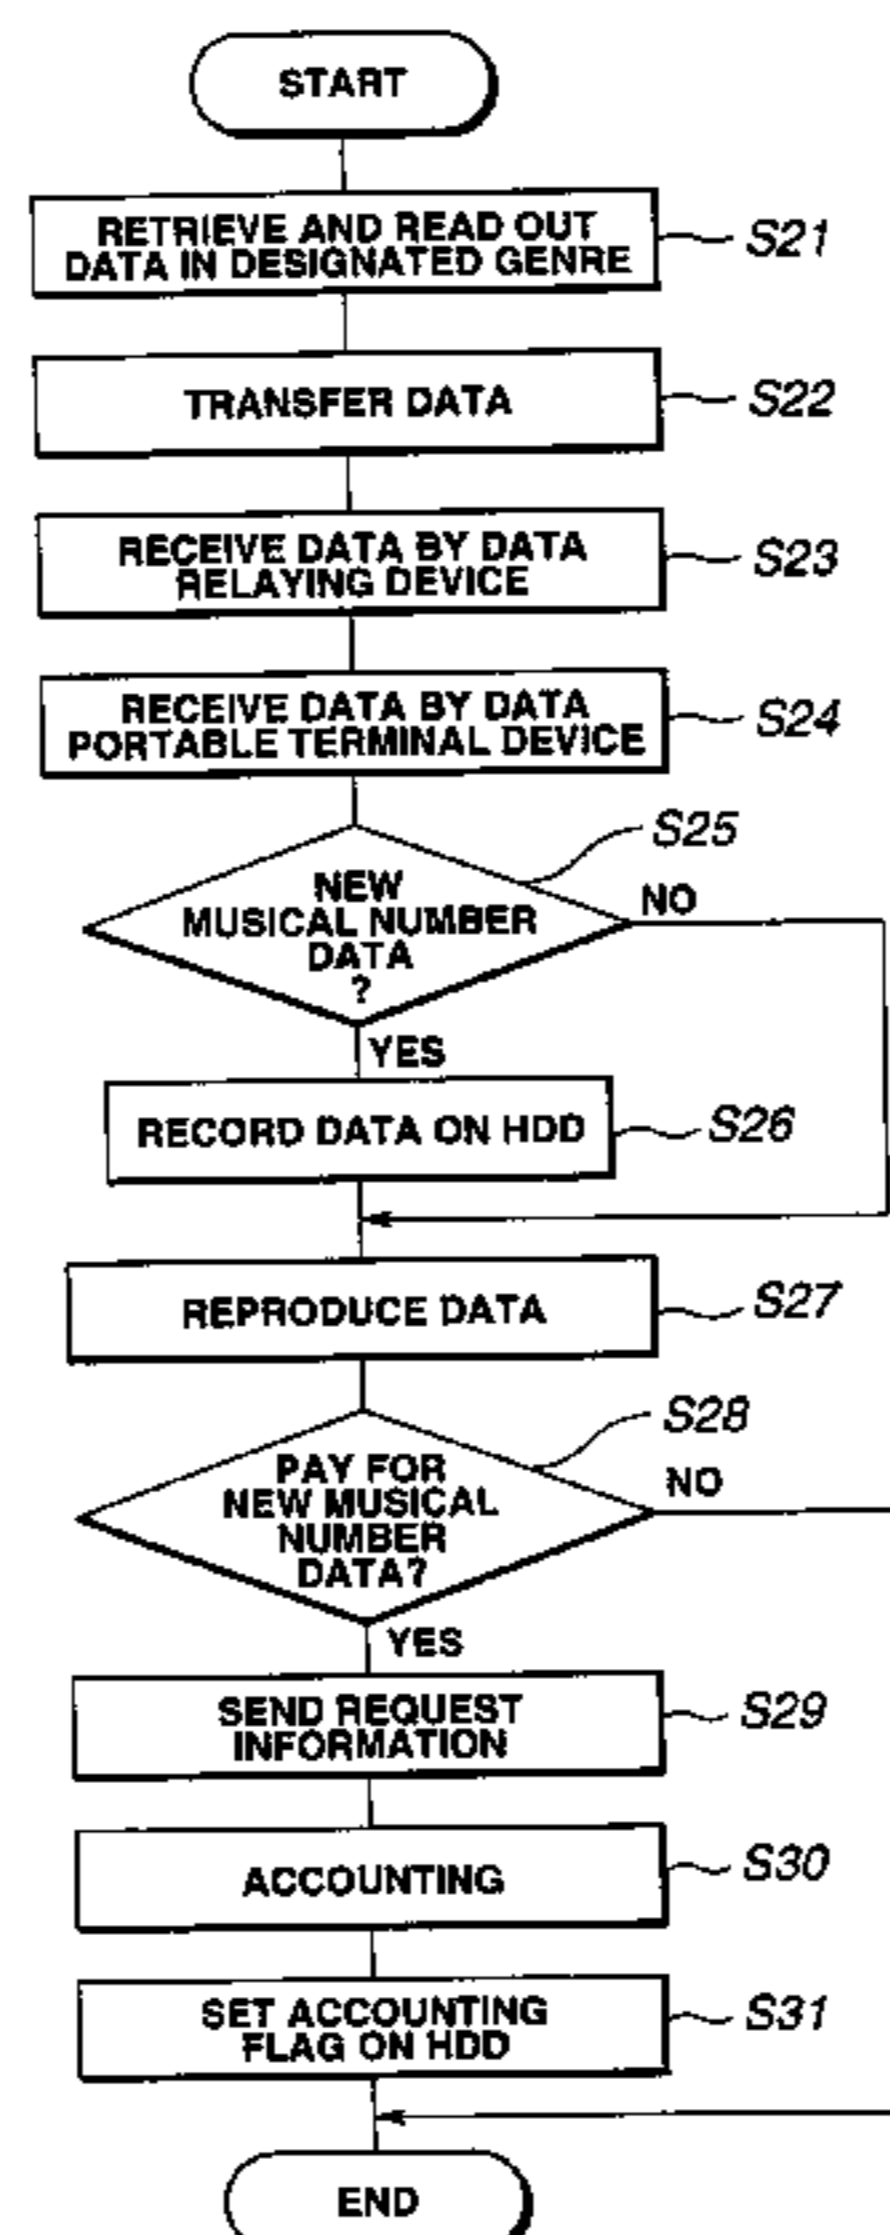 START
RETRIEVE AND READ OUT
DATA IN DESIGNATED GENRE
S21
TRANSFER DATA
S22
RECEIVE DATA BY DATA
RELAYING DEVICE
S23
RECEIVE DATA BY DATA
PORTABLE TERMINAL DEVICE
S24
S25
NEW
MUSICAL NUMBER
DATA
?
NO
YES
RECORD DATA ON HDD
S26
REPRODUCE DATA
S27
S28
PAY FOR
NEW MUSICAL
NUMBER
DATA?
NO
YES
SEND REQUEST
INFORMATION
S29
ACCOUNTING
S30
SET ACCOUNTING
FLAG ON HDD
S31
END